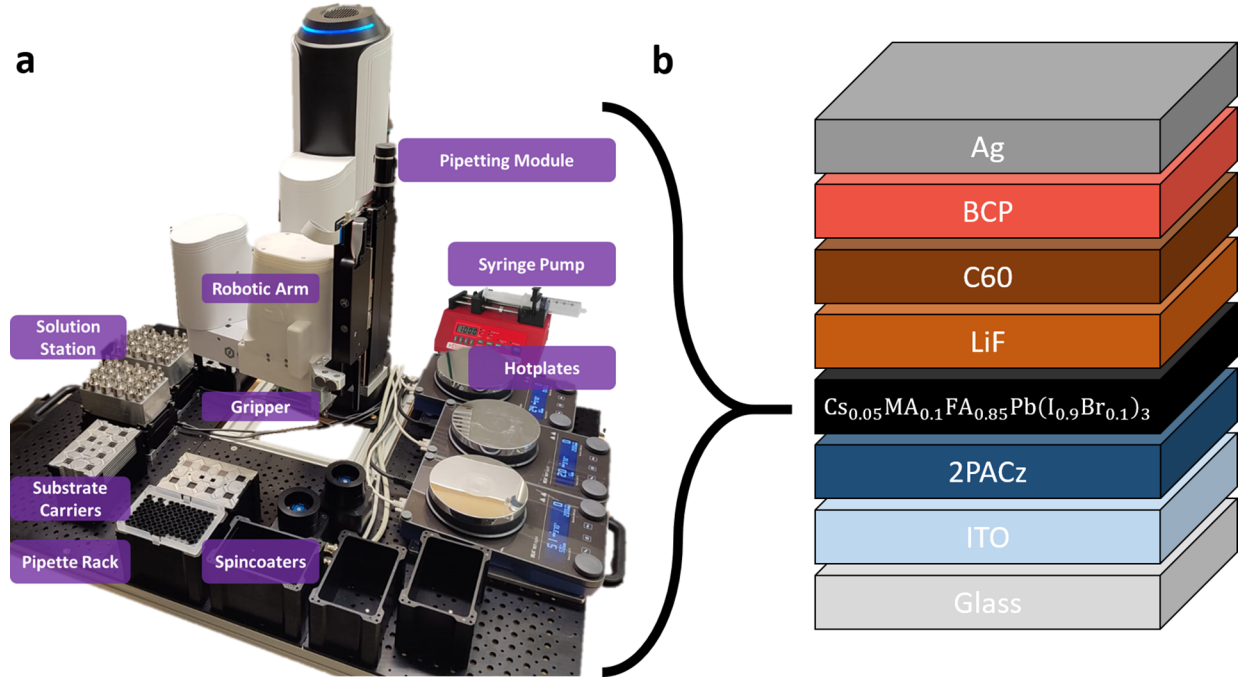 a
b
Pipetting Module
Syringe Pump
Robotic Arm
Solution
Station
Hotplates
Gripper
Substrate
Carriers
Pipette Rack
Spincoaters
Ag
BCP
C60
LiF
Cs₀.₀₅MA₀.₁FA₀.₈₅Pb(I₀.₉Br₀.₁)₃
2PACz
ITO
Glass